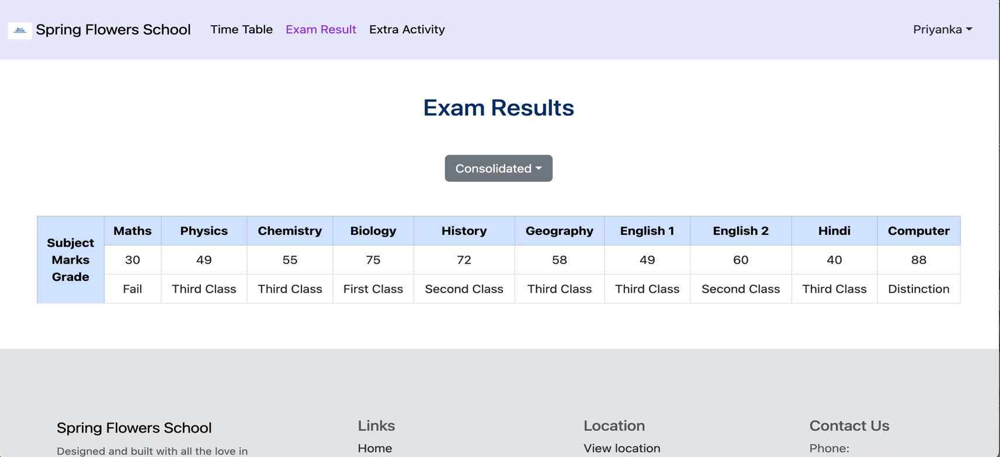 Spring Flowers School Time Table Exam Result Extra Activity Priyanka
Exam Results
Consolidated
Subject Maths Physics Chemistry Biology History Geography English 1 English 2 Hindi Computer
Marks 30 49 55 75 72 58 49 60 40 88
Grade Fail Third Class Third Class First Class Second Class Third Class Third Class Second Class Third Class Distinction
Spring Flowers School Links Location Contact Us
Designed and built with all the love in Home View location Phone: